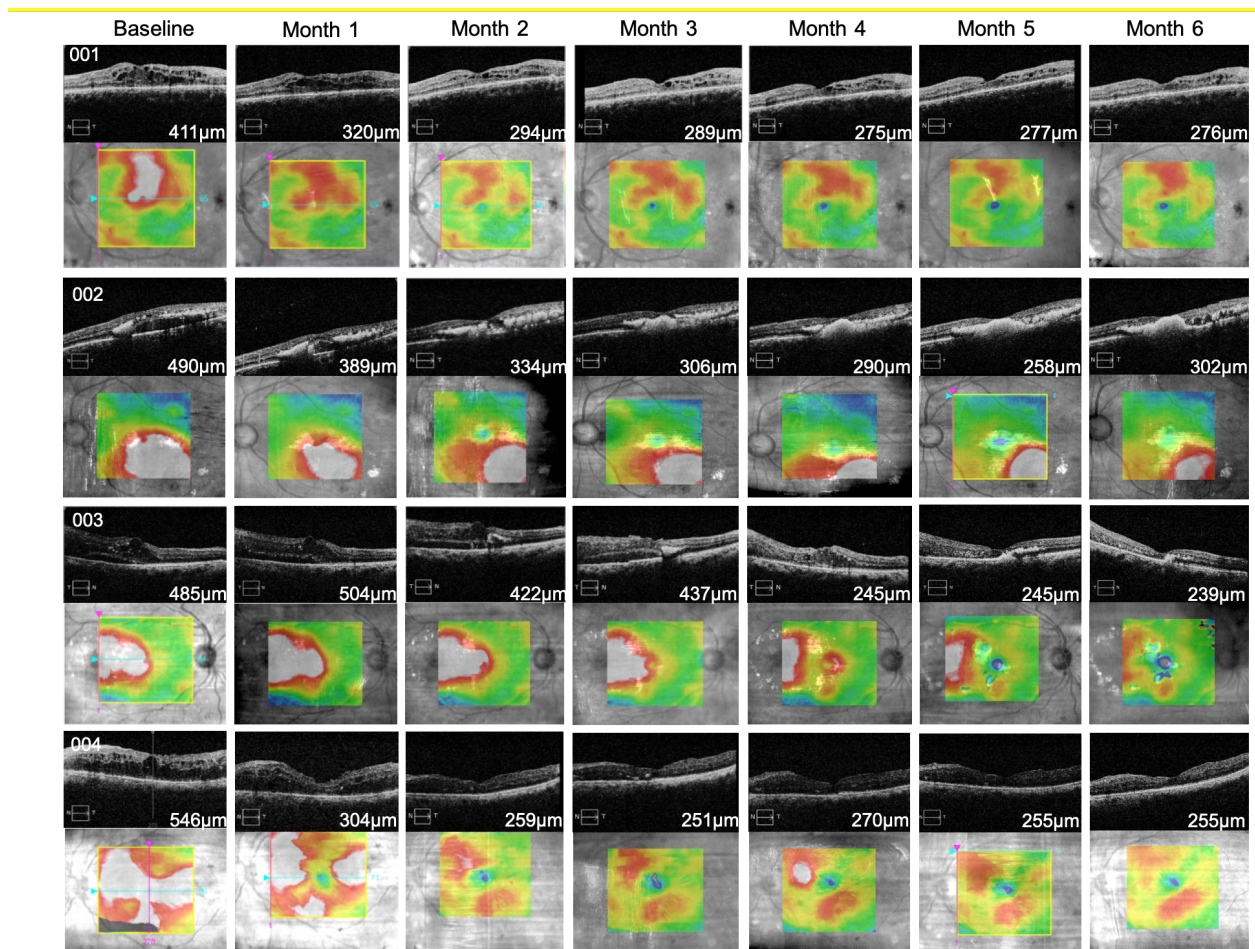 Baseline Month 1 Month 2 Month 3 Month 4 Month 5 Month 6
001
N T N T N T N T N T N T N T
411µm 320µm 294µm 289µm 275µm 277µm 276µm
002
N T N T N T N T N T N T N T
490µm 389µm 334µm 306µm 290µm 258µm 302µm
003
T N T N T N T N T N T N T N
485µm 504µm 422µm 437µm 245µm 245µm 239µm
004
546µm 304µm 259µm 251µm 270µm 255µm 255µm